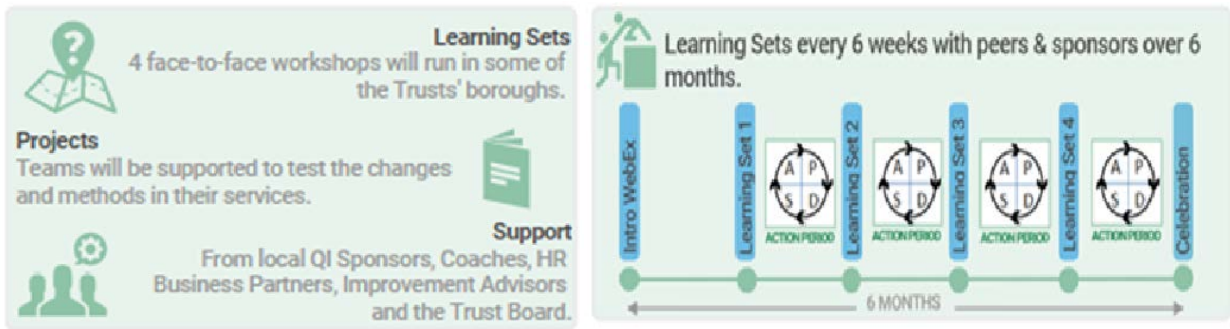 Learning Sets
4 face-to-face workshops will run in some of
the Trusts' boroughs.
Projects
Teams will be supported to test the changes
and methods in their services.
Support
From local QI Sponsors, Coaches, HR
Business Partners, Improvement Advisors
and the Trust Board.
Learning Sets every 6 weeks with peers & sponsors over 6
months.
Intro WebEx
Learning Set 1
A P
S D
ACTION PERIOD
Learning Set 2
A P
S D
ACTION PERIOD
Learning Set 3
A P
S D
ACTION PERIOD
Learning Set 4
A P
S D
ACTION PERIOD
Celebration
6 MONTHS